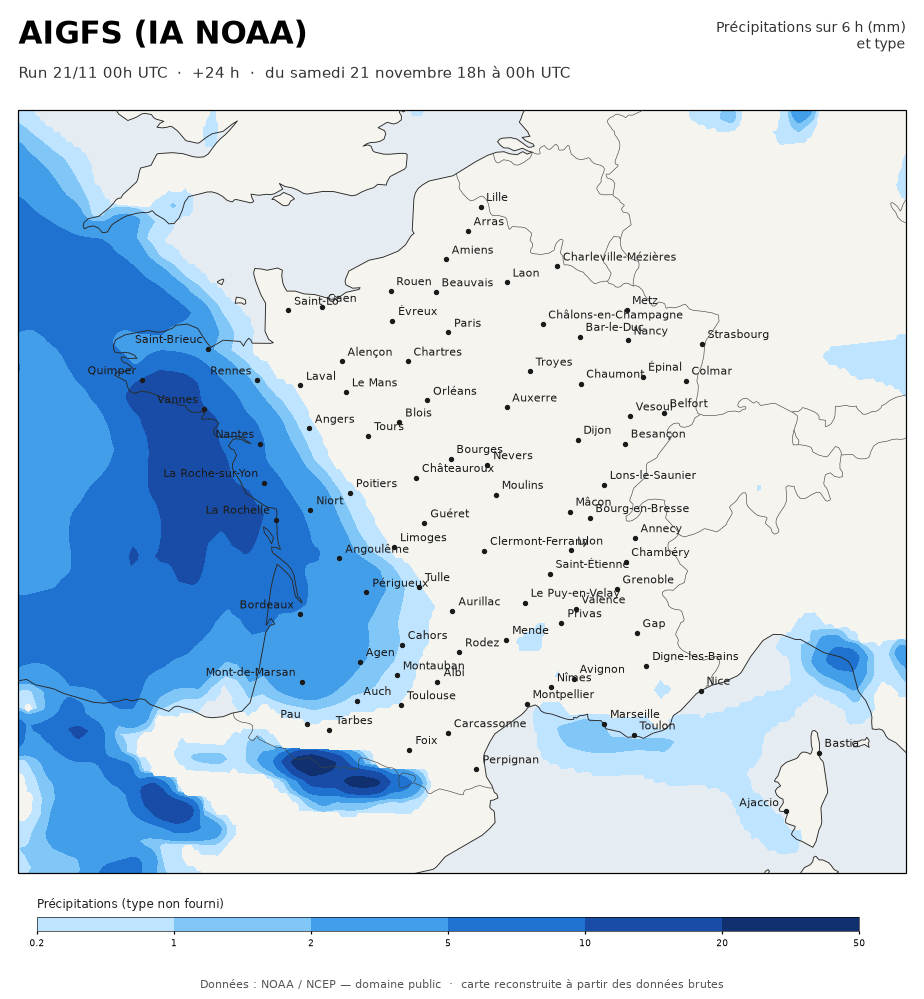 AIGFS (IA NOAA)
Précipitations sur 6 h (mm)
et type
Run 21/11 00h UTC · +24 h · du samedi 21 novembre 18h à 00h UTC
Lille
Arras
Amiens
Charleville-Mézières
Laon
Rouen
Beauvais
Saint-Lô
Caen
Metz
Évreux
Châlons-en-Champagne
Paris
Bar-le-Duc
Nancy
Strasbourg
Saint-Brieuc
Alençon
Chartres
Troyes
Quimper
Rennes
Laval
Le Mans
Chaumont
Épinal
Colmar
Orléans
Vannes
Blois
Auxerre
Vesoul
Belfort
Angers
Tours
Nantes
Dijon
Besançon
Bourges
Nevers
La Roche-sur-Yon
Châteauroux
Lons-le-Saunier
Poitiers
Moulins
Niort
La Rochelle
Guéret
Mâcon
Bourg-en-Bresse
Annecy
Angoulême
Limoges
Clermont-Ferrand
Lyon
Chambéry
Saint-Étienne
Périgueux
Tulle
Grenoble
Bordeaux
Aurillac
Le Puy-en-Velay
Valence
Privas
Gap
Cahors
Rodez
Mende
Agen
Digne-les-Bains
Mont-de-Marsan
Montauban
Albi
Nîmes
Avignon
Nice
Auch
Toulouse
Montpellier
Pau
Tarbes
Carcassonne
Marseille
Toulon
Foix
Perpignan
Bastia
Ajaccio
Précipitations (type non fourni)
0.2 1 2 5 10 20 50
Données : NOAA / NCEP — domaine public · carte reconstruite à partir des données brutes